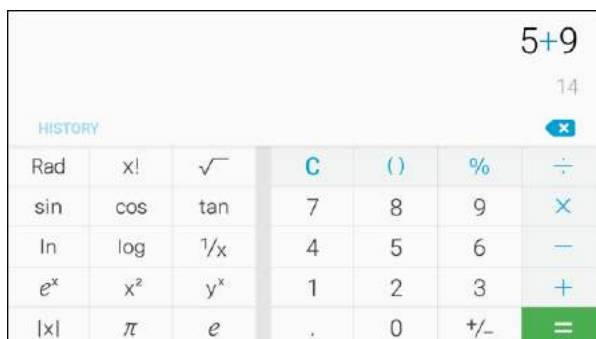 5+9
14
HISTORY
Rad x! √ C () % ÷
sin cos tan 7 8 9 ×
ln log 1/x 4 5 6 −
eˣ x² yˣ 1 2 3 +
|x| π e . 0 +/− =